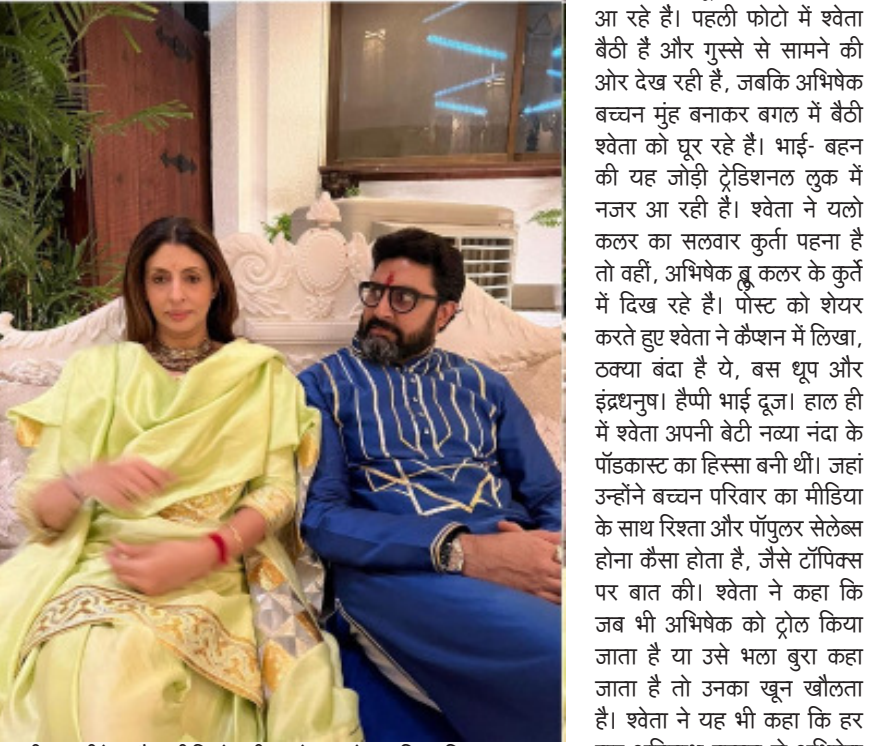 आ रहे हैं। पहली फोटो में श्वेता
बैठी हैं और गुस्से से सामने की
ओर देख रही हैं, जबकि अभिषेक
बच्चन मुंह बनाकर बगल में बैठी
श्वेता को घूर रहे हैं। भाई- बहन
की यह जोड़ी ट्रेडिशनल लुक में
नजर आ रही है। श्वेता ने यलो
कलर का सलवार कुर्ता पहना है
तो वहीं, अभिषेक ब्लू कलर के कुर्ते
में दिख रहे है। पोस्ट को शेयर
करते हुए श्वेता ने कैप्शन में लिखा,
ठक्या बंदा है ये, बस धूप और
इंद्रधनुष। हैप्पी भाई दूज। हाल ही
में श्वेता अपनी बेटी नव्या नंदा के
पॉडकास्ट का हिस्सा बनी थीं। जहां
उन्होंने बच्चन परिवार का मीडिया
के साथ रिश्ता और पॉपुलर सेलेब्स
होना कैसा होता है, जैसे टॉपिक्स
पर बात की। श्वेता ने कहा कि
जब भी अभिषेक को ट्रोल किया
जाता है या उसे भला बुरा कहा
जाता है तो उनका खून खौलता
है। श्वेता ने यह भी कहा कि हर